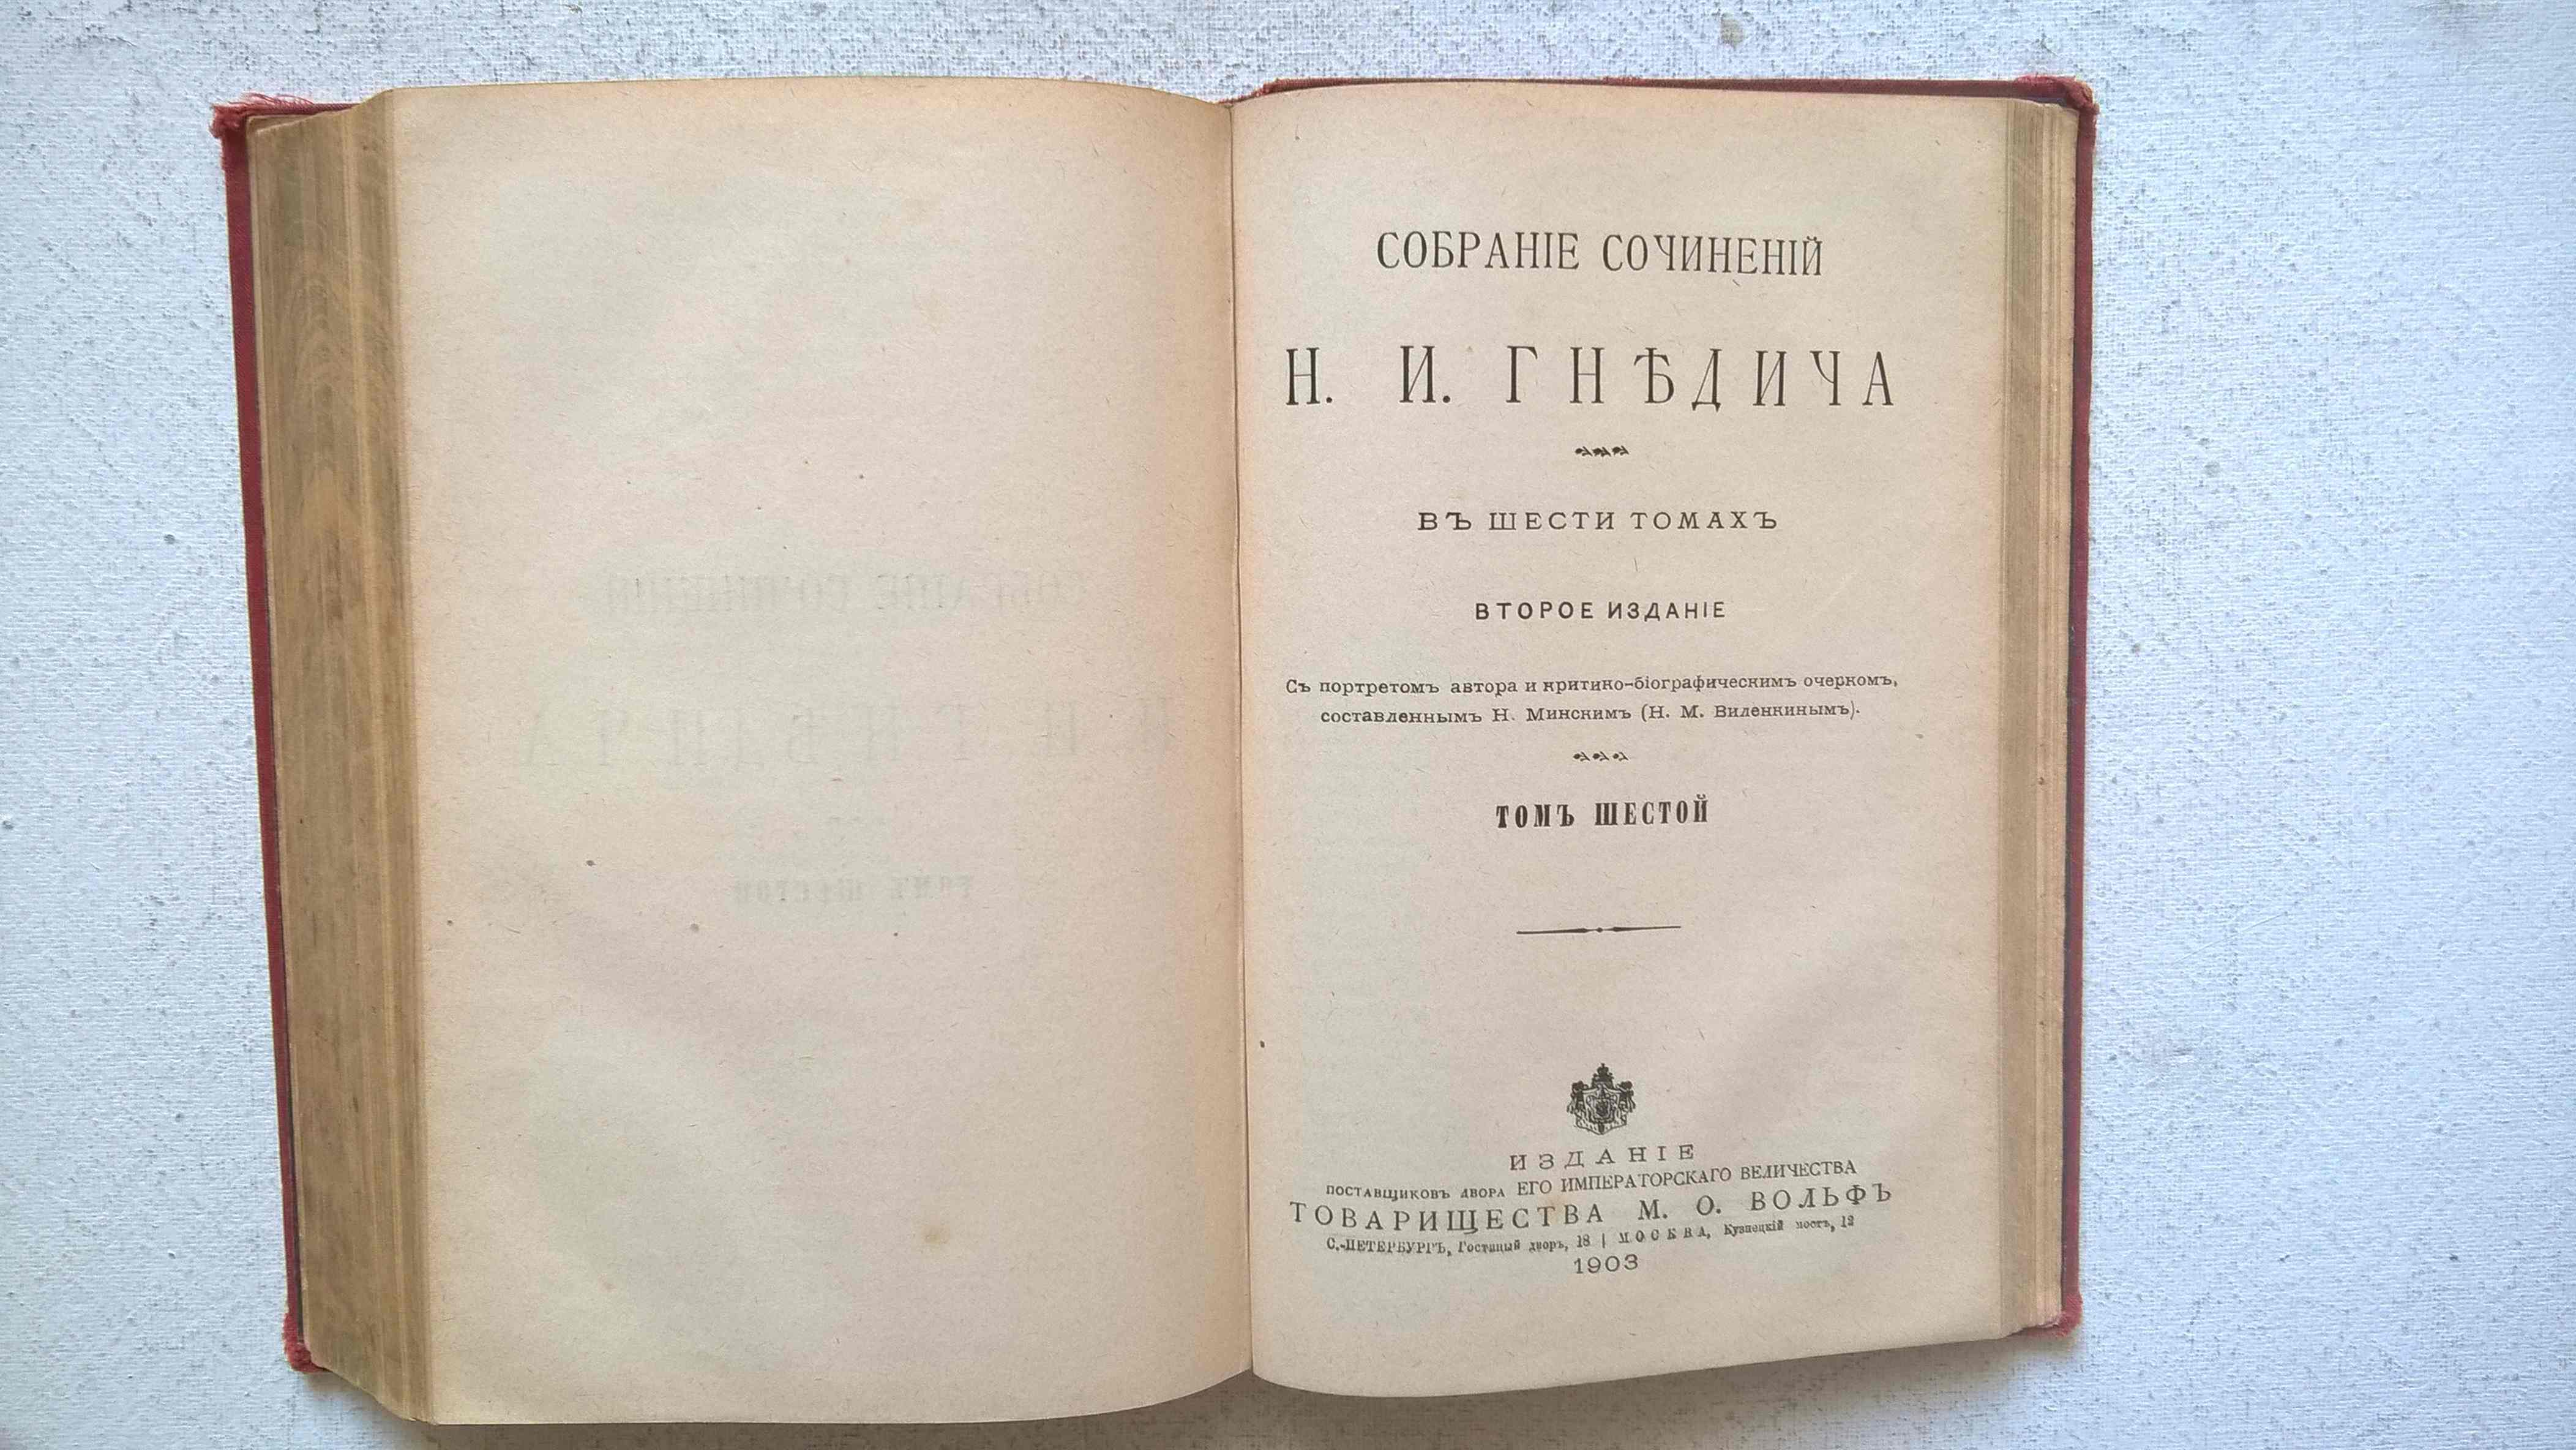 СОБРАНІЕ СОЧИНЕНІЙ
Н. И. ГНѢДИЧА
ВЪ ШЕСТИ ТОМАХЪ
ВТОРОЕ ИЗДАНІЕ
Съ портретомъ автора и критико-біографическимъ очеркомъ,
составленнымъ Н. Минскимъ (Н. М. Виленкинымъ).
ТОМЪ ШЕСТОЙ
ИЗДАНІЕ
ПОСТАВЩИКОВЪ ДВОРА ЕГО ИМПЕРАТОРСКАГО ВЕЛИЧЕСТВА
ТОВАРИЩЕСТВА М. О. ВОЛЬФЪ
С.-ПЕТЕРБУРГЪ, Гостиный дворъ, 18 | МОСКВА, Кузнецкій мостъ, 12
1903